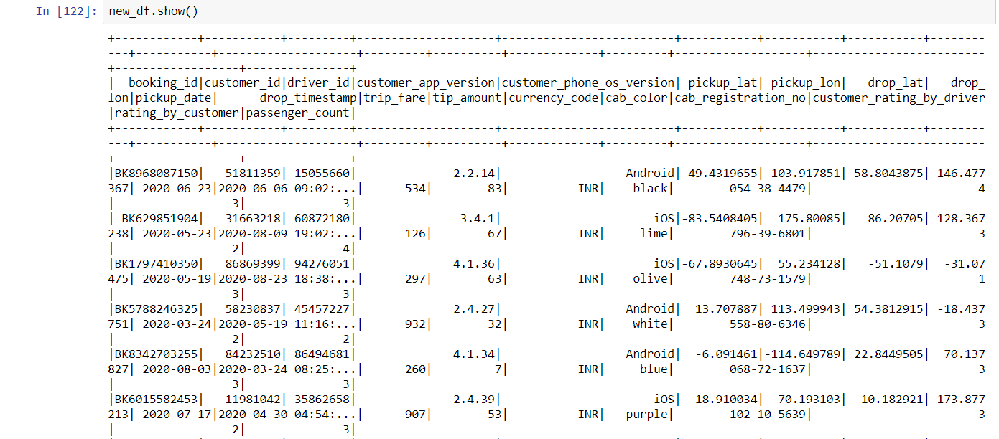 In [122]: new_df.show()
+------------+-----------+---------+--------------------+-------------------------+-----------+-----------+-----------+--------
---+-----------+--------------------+---------+----------+-------------+---------+-------------------+-------------------------
+------------------+---------------+
|  booking_id|customer_id|driver_id|customer_app_version|customer_phone_os_version| pickup_lat| pickup_lon|   drop_lat|   drop_
lon|pickup_date|      drop_timestamp|trip_fare|tip_amount|currency_code|cab_color|cab_registration_no|customer_rating_by_driver
|rating_by_customer|passenger_count|
+------------+-----------+---------+--------------------+-------------------------+-----------+-----------+-----------+--------
---+-----------+--------------------+---------+----------+-------------+---------+-------------------+-------------------------
+------------------+---------------+
|BK8968087150|   51811359| 15055660|              2.2.14|                  Android|-49.4319655| 103.917851|-58.8043875| 146.477
367| 2020-06-23|2020-06-06 09:02:...|      534|        83|          INR|    black|        054-38-4479|                        4
|                 3|              3|
| BK629851904|   31663218| 60872180|               3.4.1|                      iOS|-83.5408405|  175.80085|   86.20705| 128.367
238| 2020-05-23|2020-08-09 19:02:...|      126|        67|          INR|     lime|        796-39-6801|                        3
|                 2|              4|
|BK1797410350|   86869399| 94276051|              4.1.36|                      iOS|-67.8930645|  55.234128|   -51.1079|  -31.07
475| 2020-05-19|2020-08-23 18:38:...|      297|        63|          INR|    olive|        748-73-1579|                        1
|                 3|              3|
|BK5788246325|   58230837| 45457227|              2.4.27|                  Android|  13.707887| 113.499943| 54.3812915| -18.437
751| 2020-03-24|2020-05-19 11:16:...|      932|        32|          INR|    white|        558-80-6346|                        3
|                 2|              2|
|BK8342703255|   84232510| 86494681|              4.1.34|                  Android|  -6.091461|-114.649789| 22.8449505|  70.137
827| 2020-08-03|2020-03-24 08:25:...|      260|         7|          INR|     blue|        068-72-1637|                        3
|                 3|              3|
|BK6015582453|   11981042| 35862658|              2.4.39|                      iOS| -18.910034| -70.193103| -10.182921| 173.877
213| 2020-07-17|2020-04-30 04:54:...|      907|        53|          INR|   purple|        102-10-5639|                        3
|                 2|              3|